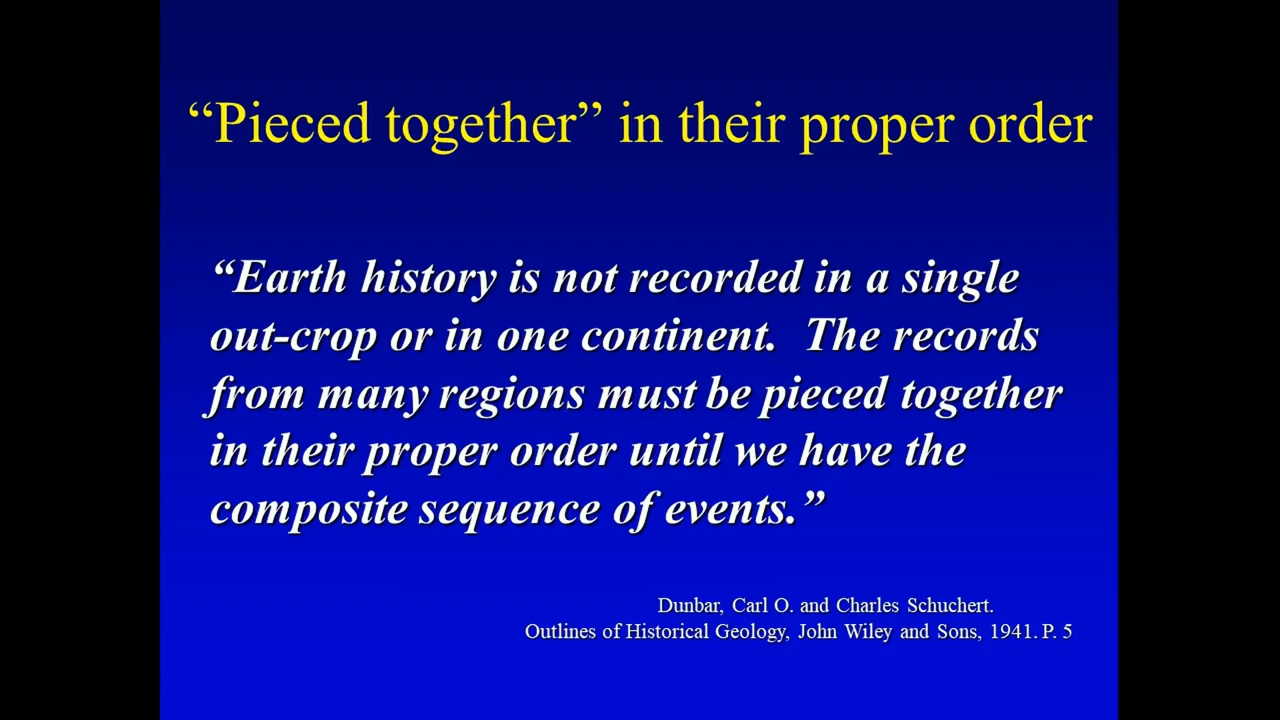 “Pieced together” in their proper order
“Earth history is not recorded in a single
out-crop or in one continent.  The records
from many regions must be pieced together
in their proper order until we have the
composite sequence of events.”
Dunbar, Carl O. and Charles Schuchert.
Outlines of Historical Geology, John Wiley and Sons, 1941. P. 5